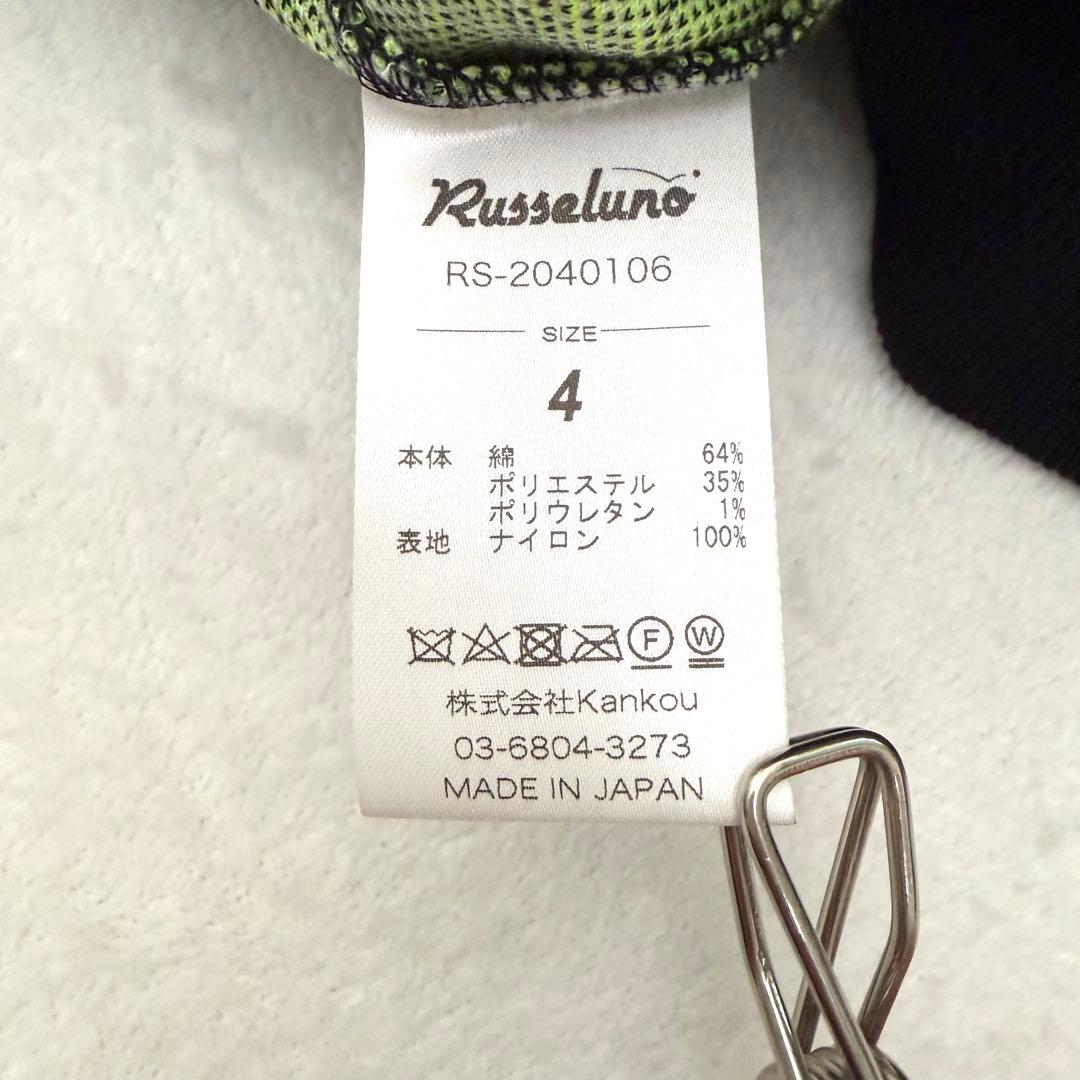 Russeluno
RS-2040106
SIZE
4
本体 綿 64%
ポリエステル 35%
ポリウレタン 1%
表地 ナイロン 100%
F W
株式会社Kankou
03-6804-3273
MADE IN JAPAN